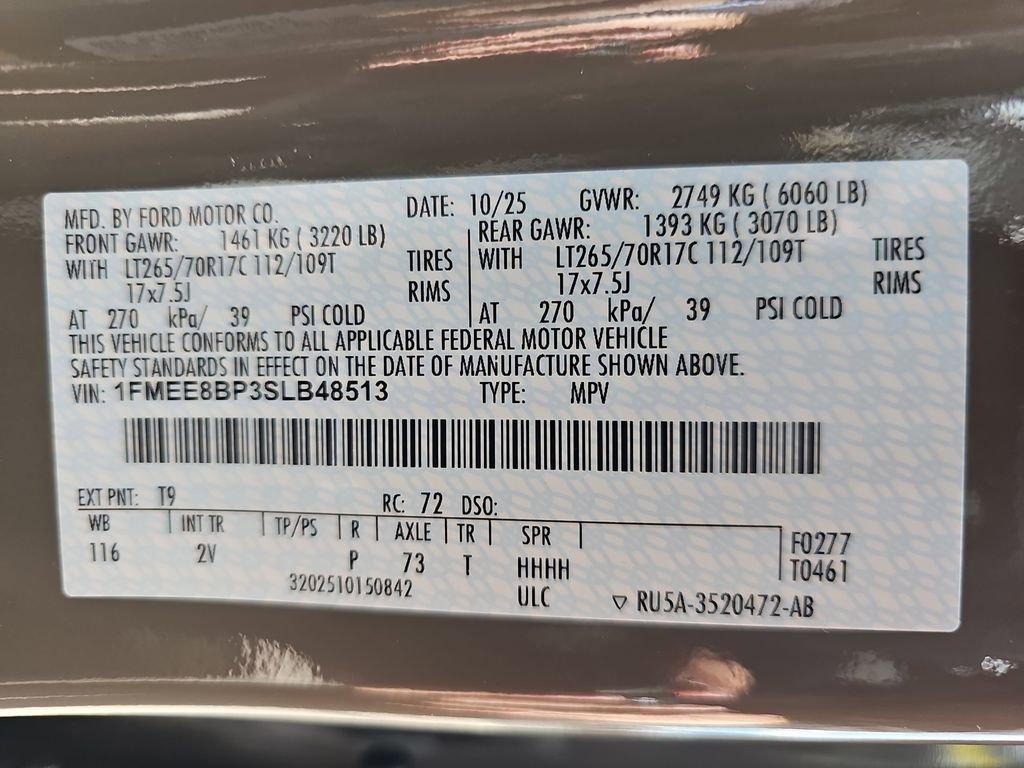 MFD. BY FORD MOTOR CO. DATE: 10/25 GVWR: 2749 KG ( 6060 LB)
FRONT GAWR: 1461 KG ( 3220 LB) REAR GAWR: 1393 KG ( 3070 LB)
WITH LT265/70R17C 112/109T TIRES WITH LT265/70R17C 112/109T TIRES
17x7.5J RIMS 17x7.5J RIMS
AT 270 kPa/ 39 PSI COLD AT 270 kPa/ 39 PSI COLD
THIS VEHICLE CONFORMS TO ALL APPLICABLE FEDERAL MOTOR VEHICLE
SAFETY STANDARDS IN EFFECT ON THE DATE OF MANUFACTURE SHOWN ABOVE.
VIN: 1FMEE8BP3SLB48513 TYPE: MPV
EXT PNT: T9 RC: 72 DSO:
WB INT TR TP/PS R AXLE TR SPR F0277
116 2V P 73 T HHHH T0461
3202510150842 ULC ▽ RU5A-3520472-AB